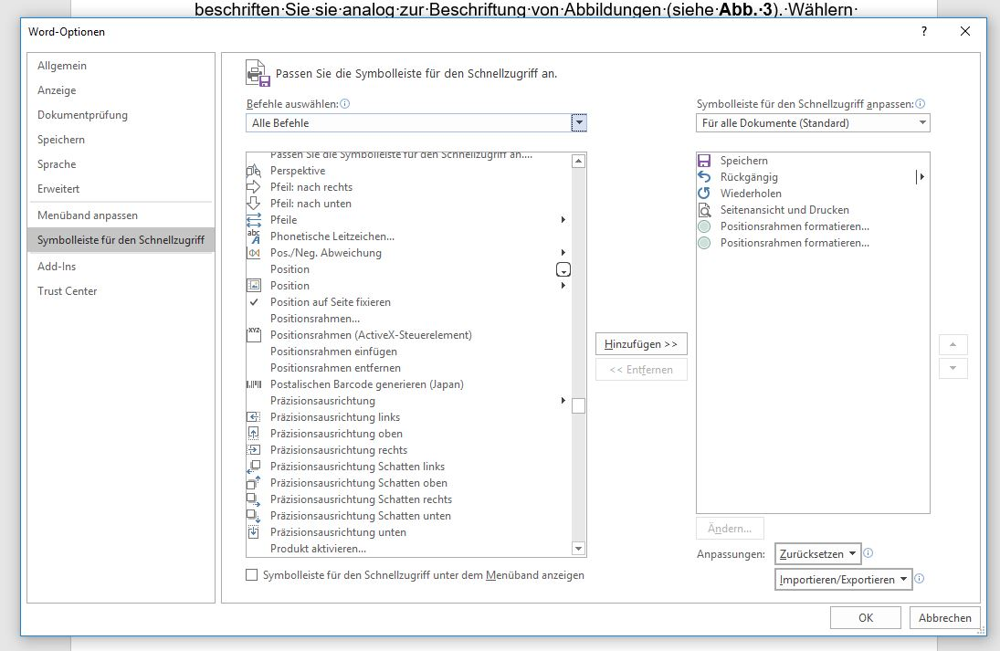 beschriften·Sie·sie·analog·zur·Beschriftung·von·Abbildungen·(siehe·Abb.·3).·Wählern·
Word-Optionen
?
Allgemein
Anzeige
Dokumentprüfung
Speichern
Sprache
Erweitert
Menüband anpassen
Symbolleiste für den Schnellzugriff
Add-Ins
Trust Center
Passen Sie die Symbolleiste für den Schnellzugriff an.
Befehle auswählen:
Alle Befehle
Passen Sie die Symbolleiste für den Schnellzugriff an....
Perspektive
Pfeil: nach rechts
Pfeil: nach unten
Pfeile
Phonetische Leitzeichen...
Pos./Neg. Abweichung
Position
Position
Position auf Seite fixieren
Positionsrahmen...
Positionsrahmen (ActiveX-Steuerelement)
Positionsrahmen einfügen
Positionsrahmen entfernen
Postalischen Barcode generieren (Japan)
Präzisionsausrichtung
Präzisionsausrichtung links
Präzisionsausrichtung oben
Präzisionsausrichtung rechts
Präzisionsausrichtung Schatten links
Präzisionsausrichtung Schatten oben
Präzisionsausrichtung Schatten rechts
Präzisionsausrichtung Schatten unten
Präzisionsausrichtung unten
Produkt aktivieren...
Symbolleiste für den Schnellzugriff unter dem Menüband anzeigen
Hinzufügen >>
<< Entfernen
Symbolleiste für den Schnellzugriff anpassen:
Für alle Dokumente (Standard)
Speichern
Rückgängig
Wiederholen
Seitenansicht und Drucken
Positionsrahmen formatieren...
Positionsrahmen formatieren...
Ändern...
Anpassungen:
Zurücksetzen
Importieren/Exportieren
OK
Abbrechen